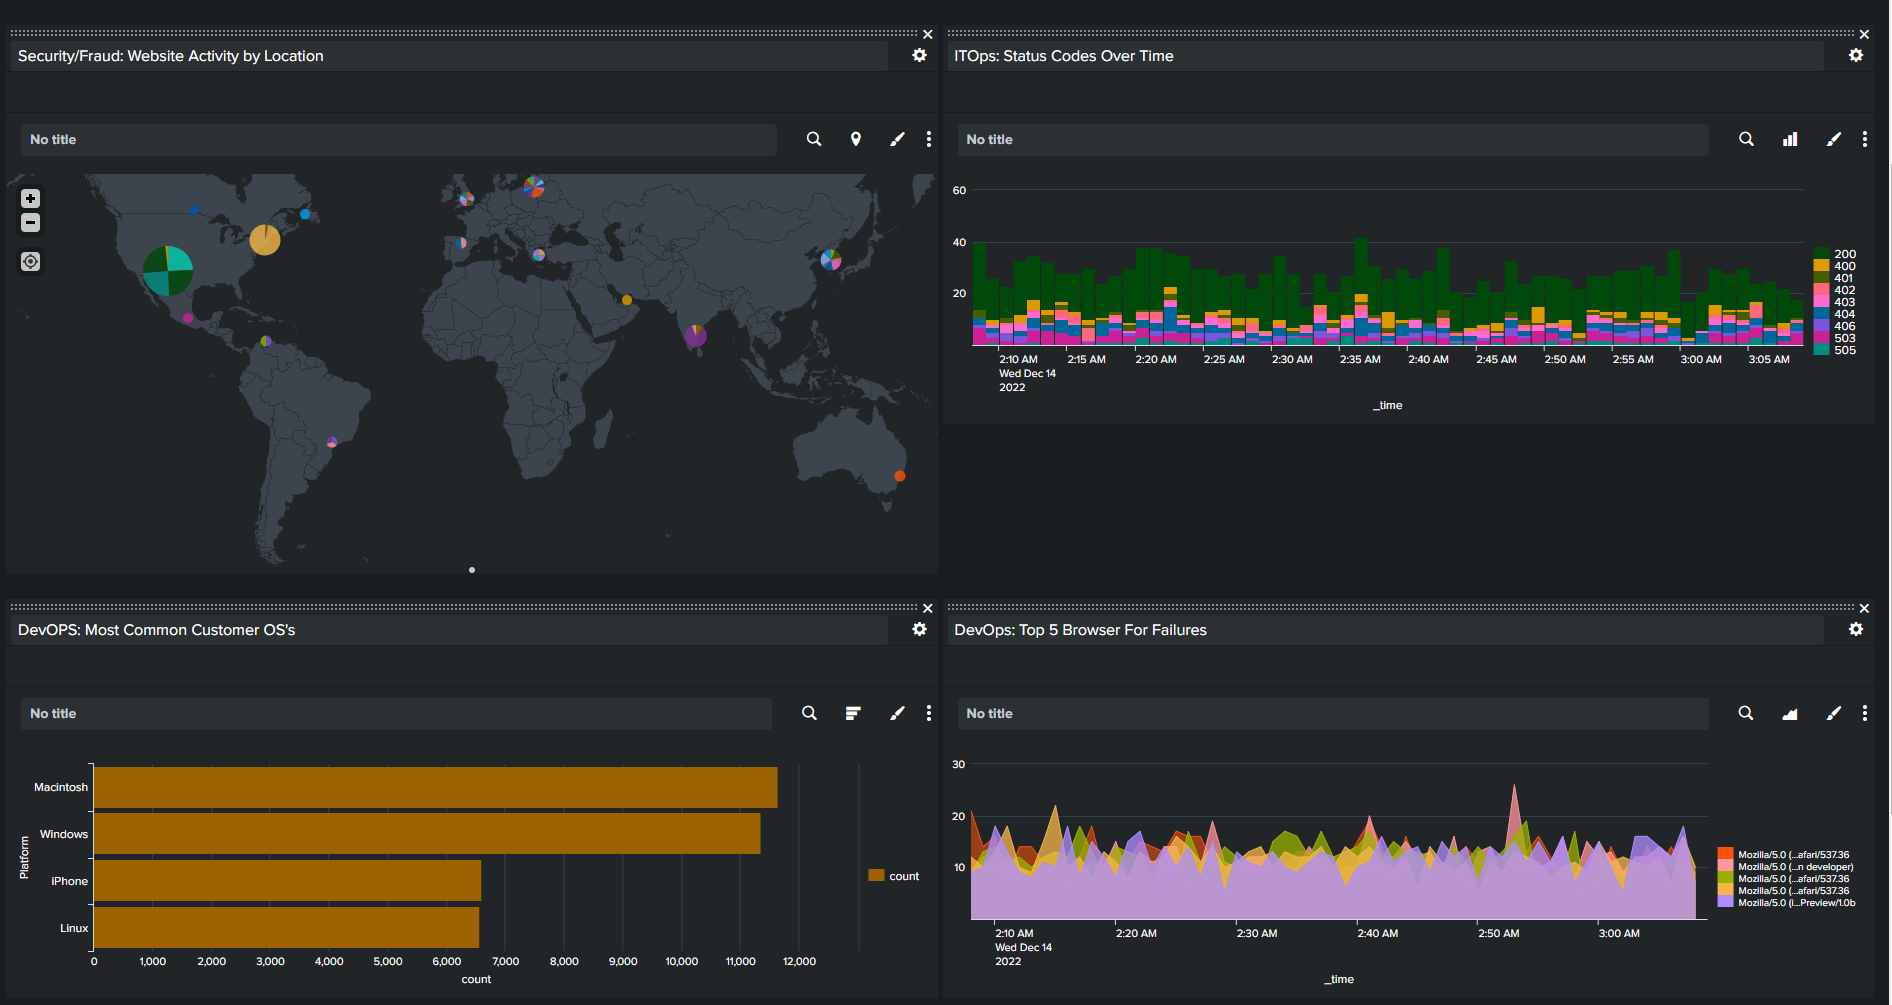 Security/Fraud: Website Activity by Location
No title
ITOps: Status Codes Over Time
No title
60
40
20
200
400
401
402
403
404
406
503
505
2:10 AM 2:15 AM 2:20 AM 2:25 AM 2:30 AM 2:35 AM 2:40 AM 2:45 AM 2:50 AM 2:55 AM 3:00 AM 3:05 AM
Wed Dec 14
2022
_time
DevOPS: Most Common Customer OS's
No title
Platform
Macintosh
Windows
iPhone
Linux
count
0 1,000 2,000 3,000 4,000 5,000 6,000 7,000 8,000 9,000 10,000 11,000 12,000
count
DevOps: Top 5 Browser For Failures
No title
30
20
10
Mozilla/5.0 (...afari/537.36
Mozilla/5.0 (...n developer)
Mozilla/5.0 (...afari/537.36
Mozilla/5.0 (...afari/537.36
Mozilla/5.0 (i...Preview/1.0b
2:10 AM 2:20 AM 2:30 AM 2:40 AM 2:50 AM 3:00 AM
Wed Dec 14
2022
_time